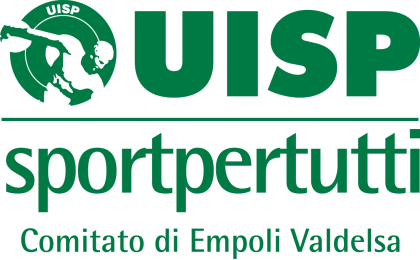 UISP
UISP
sportpertutti
Comitato di Empoli Valdelsa